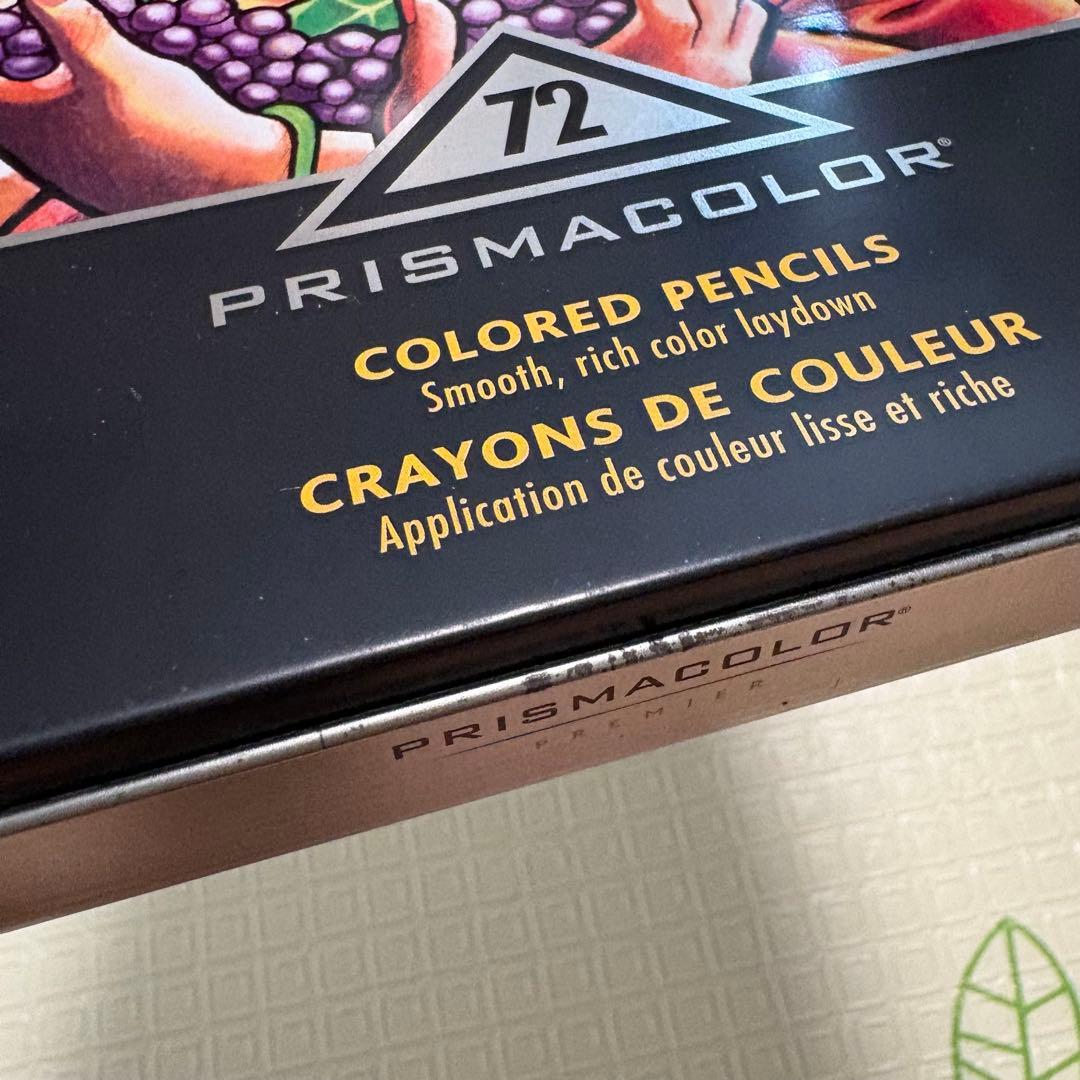 72
PRISMACOLOR®
COLORED PENCILS
Smooth, rich color laydown
CRAYONS DE COULEUR
Application de couleur lisse et riche
PRISMACOLOR®
PREMIER